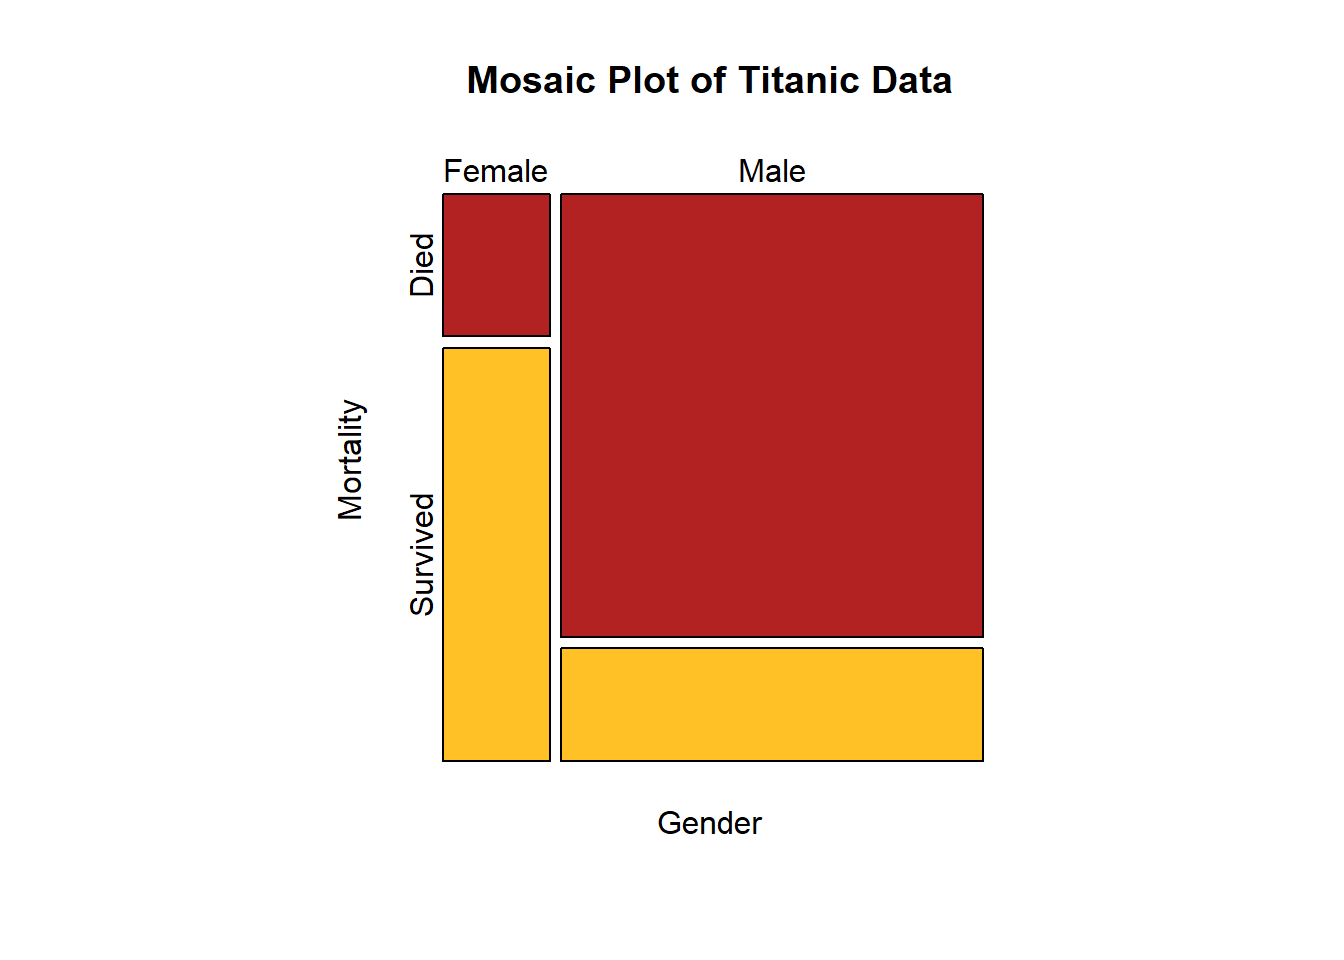 Mosaic Plot of Titanic Data
Female
Male
Died
Survived
Mortality
Gender